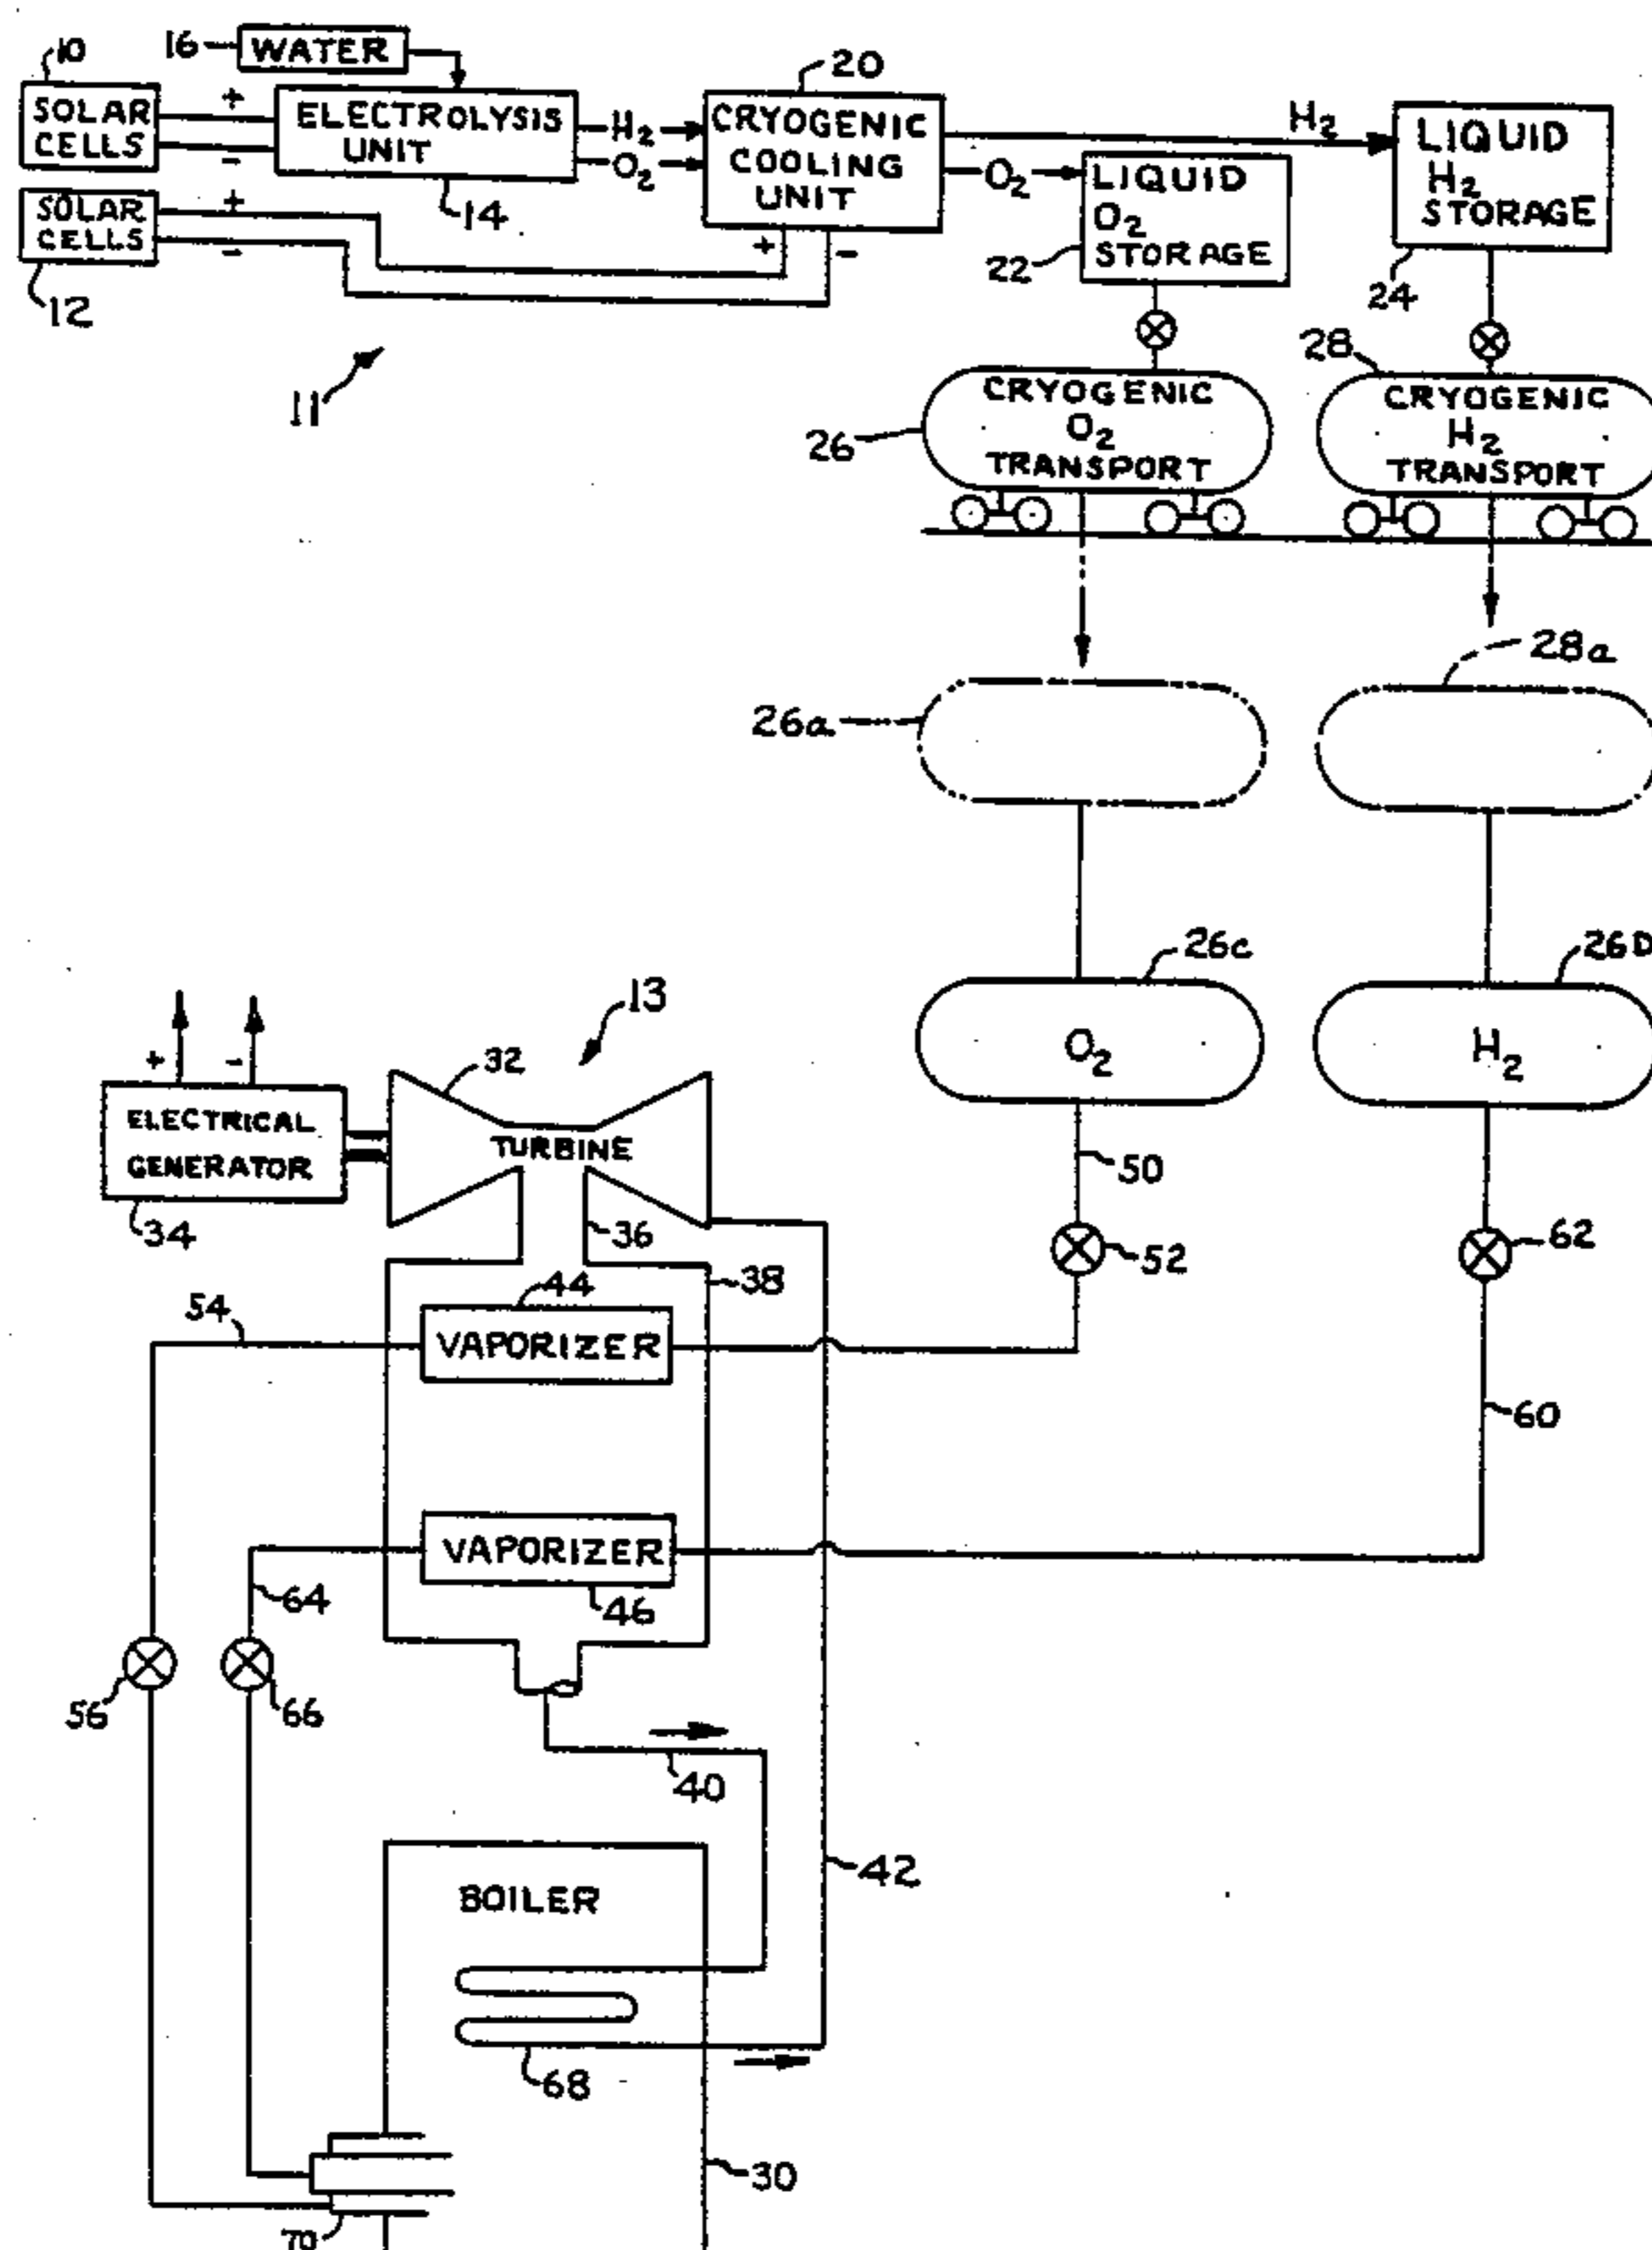 16
WATER
10
SOLAR
CELLS
+
-
ELECTROLYSIS
UNIT
14
H2
O2
20
CRYOGENIC
COOLING
UNIT
+
-
SOLAR
CELLS
+
-
12
11
H2
O2
LIQUID
O2
STORAGE
22
LIQUID
H2
STORAGE
24
26
CRYOGENIC
O2
TRANSPORT
28
CRYOGENIC
H2
TRANSPORT
26a
28a
26c
O2
26D
H2
13
+
-
ELECTRICAL
GENERATOR
34
32
TURBINE
36
38
50
52
62
44
VAPORIZER
54
60
VAPORIZER
46
64
56
66
40
42
BOILER
68
30
70